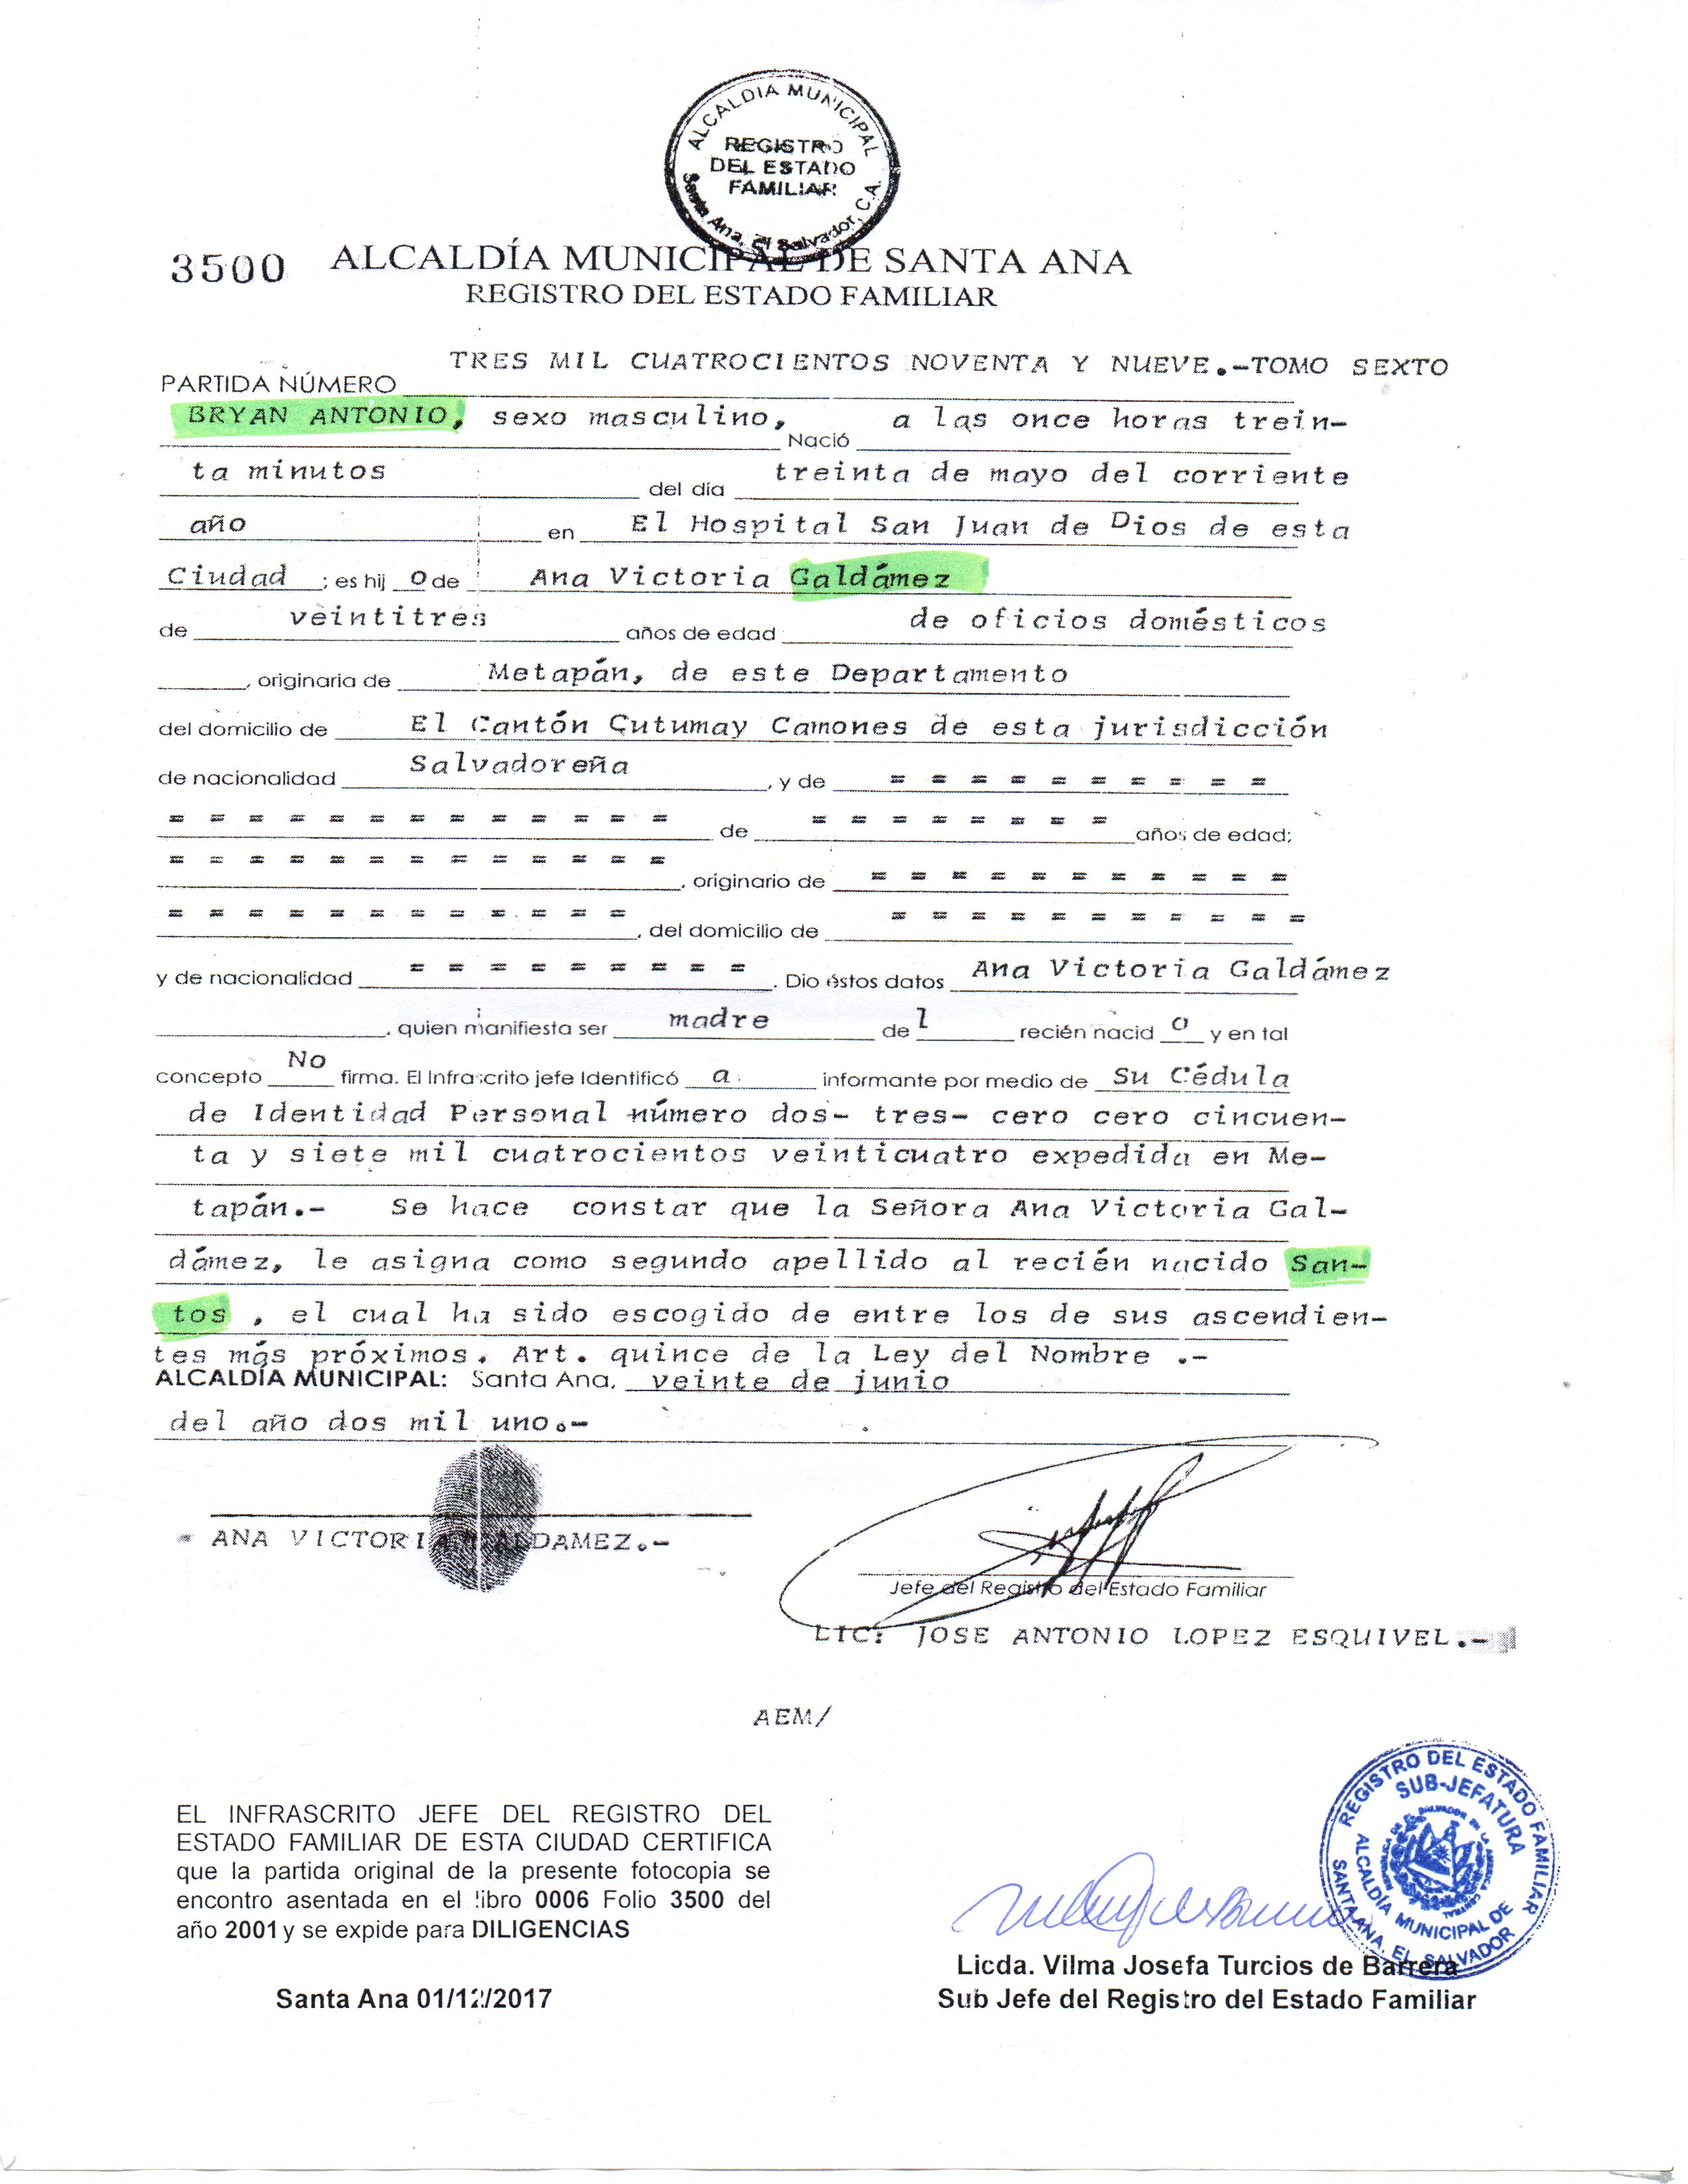 ALCALDIA MUNICIPAL
REGISTRO
DEL ESTADO
FAMILIAR
Santa Ana, El Salvador, C.A.
3500 ALCALDÍA MUNICIPAL DE SANTA ANA
REGISTRO DEL ESTADO FAMILIAR
TRES MIL CUATROCIENTOS NOVENTA Y NUEVE.-TOMO SEXTO
PARTIDA NÚMERO
BRYAN ANTONIO, sexo masculino, Nació a las once horas trein-
ta minutos del día treinta de mayo del corriente
año en El Hospital San Juan de Dios de esta
Ciudad ; es hij o de Ana Victoria Galdámez
de veintitres años de edad de oficios domésticos
, originaria de Metapán, de este Departamento
del domicilio de El Cantón Cutumay Camones de esta jurisdicción
de nacionalidad Salvadoreña , y de = = = = = = = = = =
= = = = = = = = = = = = = de = = = = = = = = años de edad;
= = = = = = = = = = = = = , originario de = = = = = = = = = = =
= = = = = = = = = = = = , del domicilio de = = = = = = = = = = =
y de nacionalidad = = = = = = = = = . Dio éstos datos Ana Victoria Galdámez
, quien manifiesta ser madre de l recién nacid o y en tal
concepto No firma. El Infrascrito jefe Identificó a informante por medio de Su Cédula
de Identidad Personal número dos- tres- cero cero cincuen-
ta y siete mil cuatrocientos veinticuatro expedida en Me-
tapán.- Se hace constar que la Señora Ana Victoria Gal-
dámez, le asigna como segundo apellido al recién nacido San-
tos , el cual ha sido escogido de entre los de sus ascendien-
tes más próximos. Art. quince de la Ley del Nombre .-
ALCALDÍA MUNICIPAL: Santa Ana, veinte de junio
del año dos mil uno.-
ANA VICTORIA GALDAMEZ.-
Jefe del Registro del Estado Familiar
LIC: JOSE ANTONIO LOPEZ ESQUIVEL.-
AEM/
EL INFRASCRITO JEFE DEL REGISTRO DEL
ESTADO FAMILIAR DE ESTA CIUDAD CERTIFICA
que la partida original de la presente fotocopia se
encontro asentada en el libro 0006 Folio 3500 del
año 2001 y se expide para DILIGENCIAS
Santa Ana 01/12/2017
REGISTRO DEL ESTADO FAMILIAR
SUB-JEFATURA
ALCALDÍA MUNICIPAL DE
SANTA ANA, EL SALVADOR
Licda. Vilma Josefa Turcios de Barrera
Sub Jefe del Registro del Estado Familiar